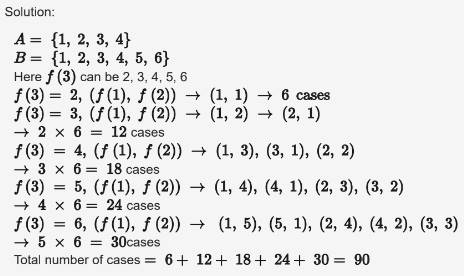 Solution:
A = {1, 2, 3, 4}
B = {1, 2, 3, 4, 5, 6}
Here f(3) can be 2, 3, 4, 5, 6
f(3) = 2, (f(1), f(2)) → (1, 1) → 6 cases
f(3) = 3, (f(1), f(2)) → (1, 2) → (2, 1)
→ 2 × 6 = 12 cases
f(3) = 4, (f(1), f(2)) → (1, 3), (3, 1), (2, 2)
→ 3 × 6 = 18 cases
f(3) = 5, (f(1), f(2)) → (1, 4), (4, 1), (2, 3), (3, 2)
→ 4 × 6 = 24 cases
f(3) = 6, (f(1), f(2)) → (1, 5), (5, 1), (2, 4), (4, 2), (3, 3)
→ 5 × 6 = 30cases
Total number of cases = 6 + 12 + 18 + 24 + 30 = 90